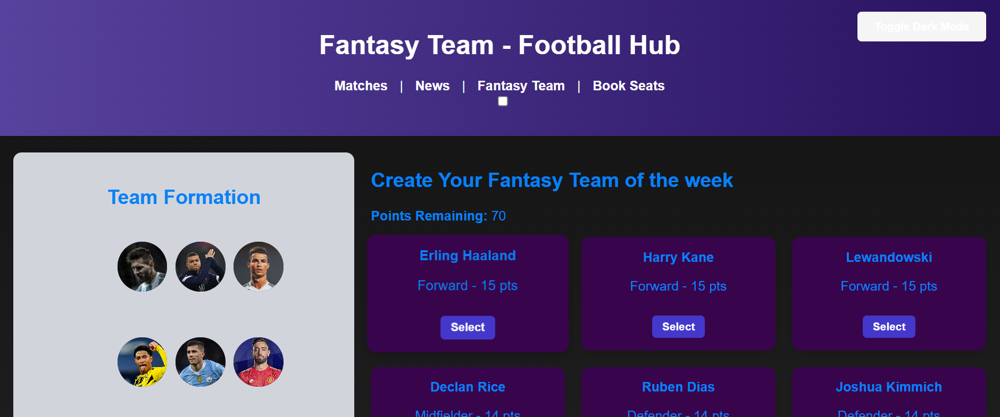 Toggle Dark Mode
Fantasy Team - Football Hub
Matches | News | Fantasy Team | Book Seats
Team Formation
Create Your Fantasy Team of the week
Points Remaining: 70
Erling Haaland
Forward - 15 pts
Select
Harry Kane
Forward - 15 pts
Select
Lewandowski
Forward - 15 pts
Select
Declan Rice
Midfielder - 14 pts
Ruben Dias
Defender - 14 pts
Joshua Kimmich
Defender - 14 pts